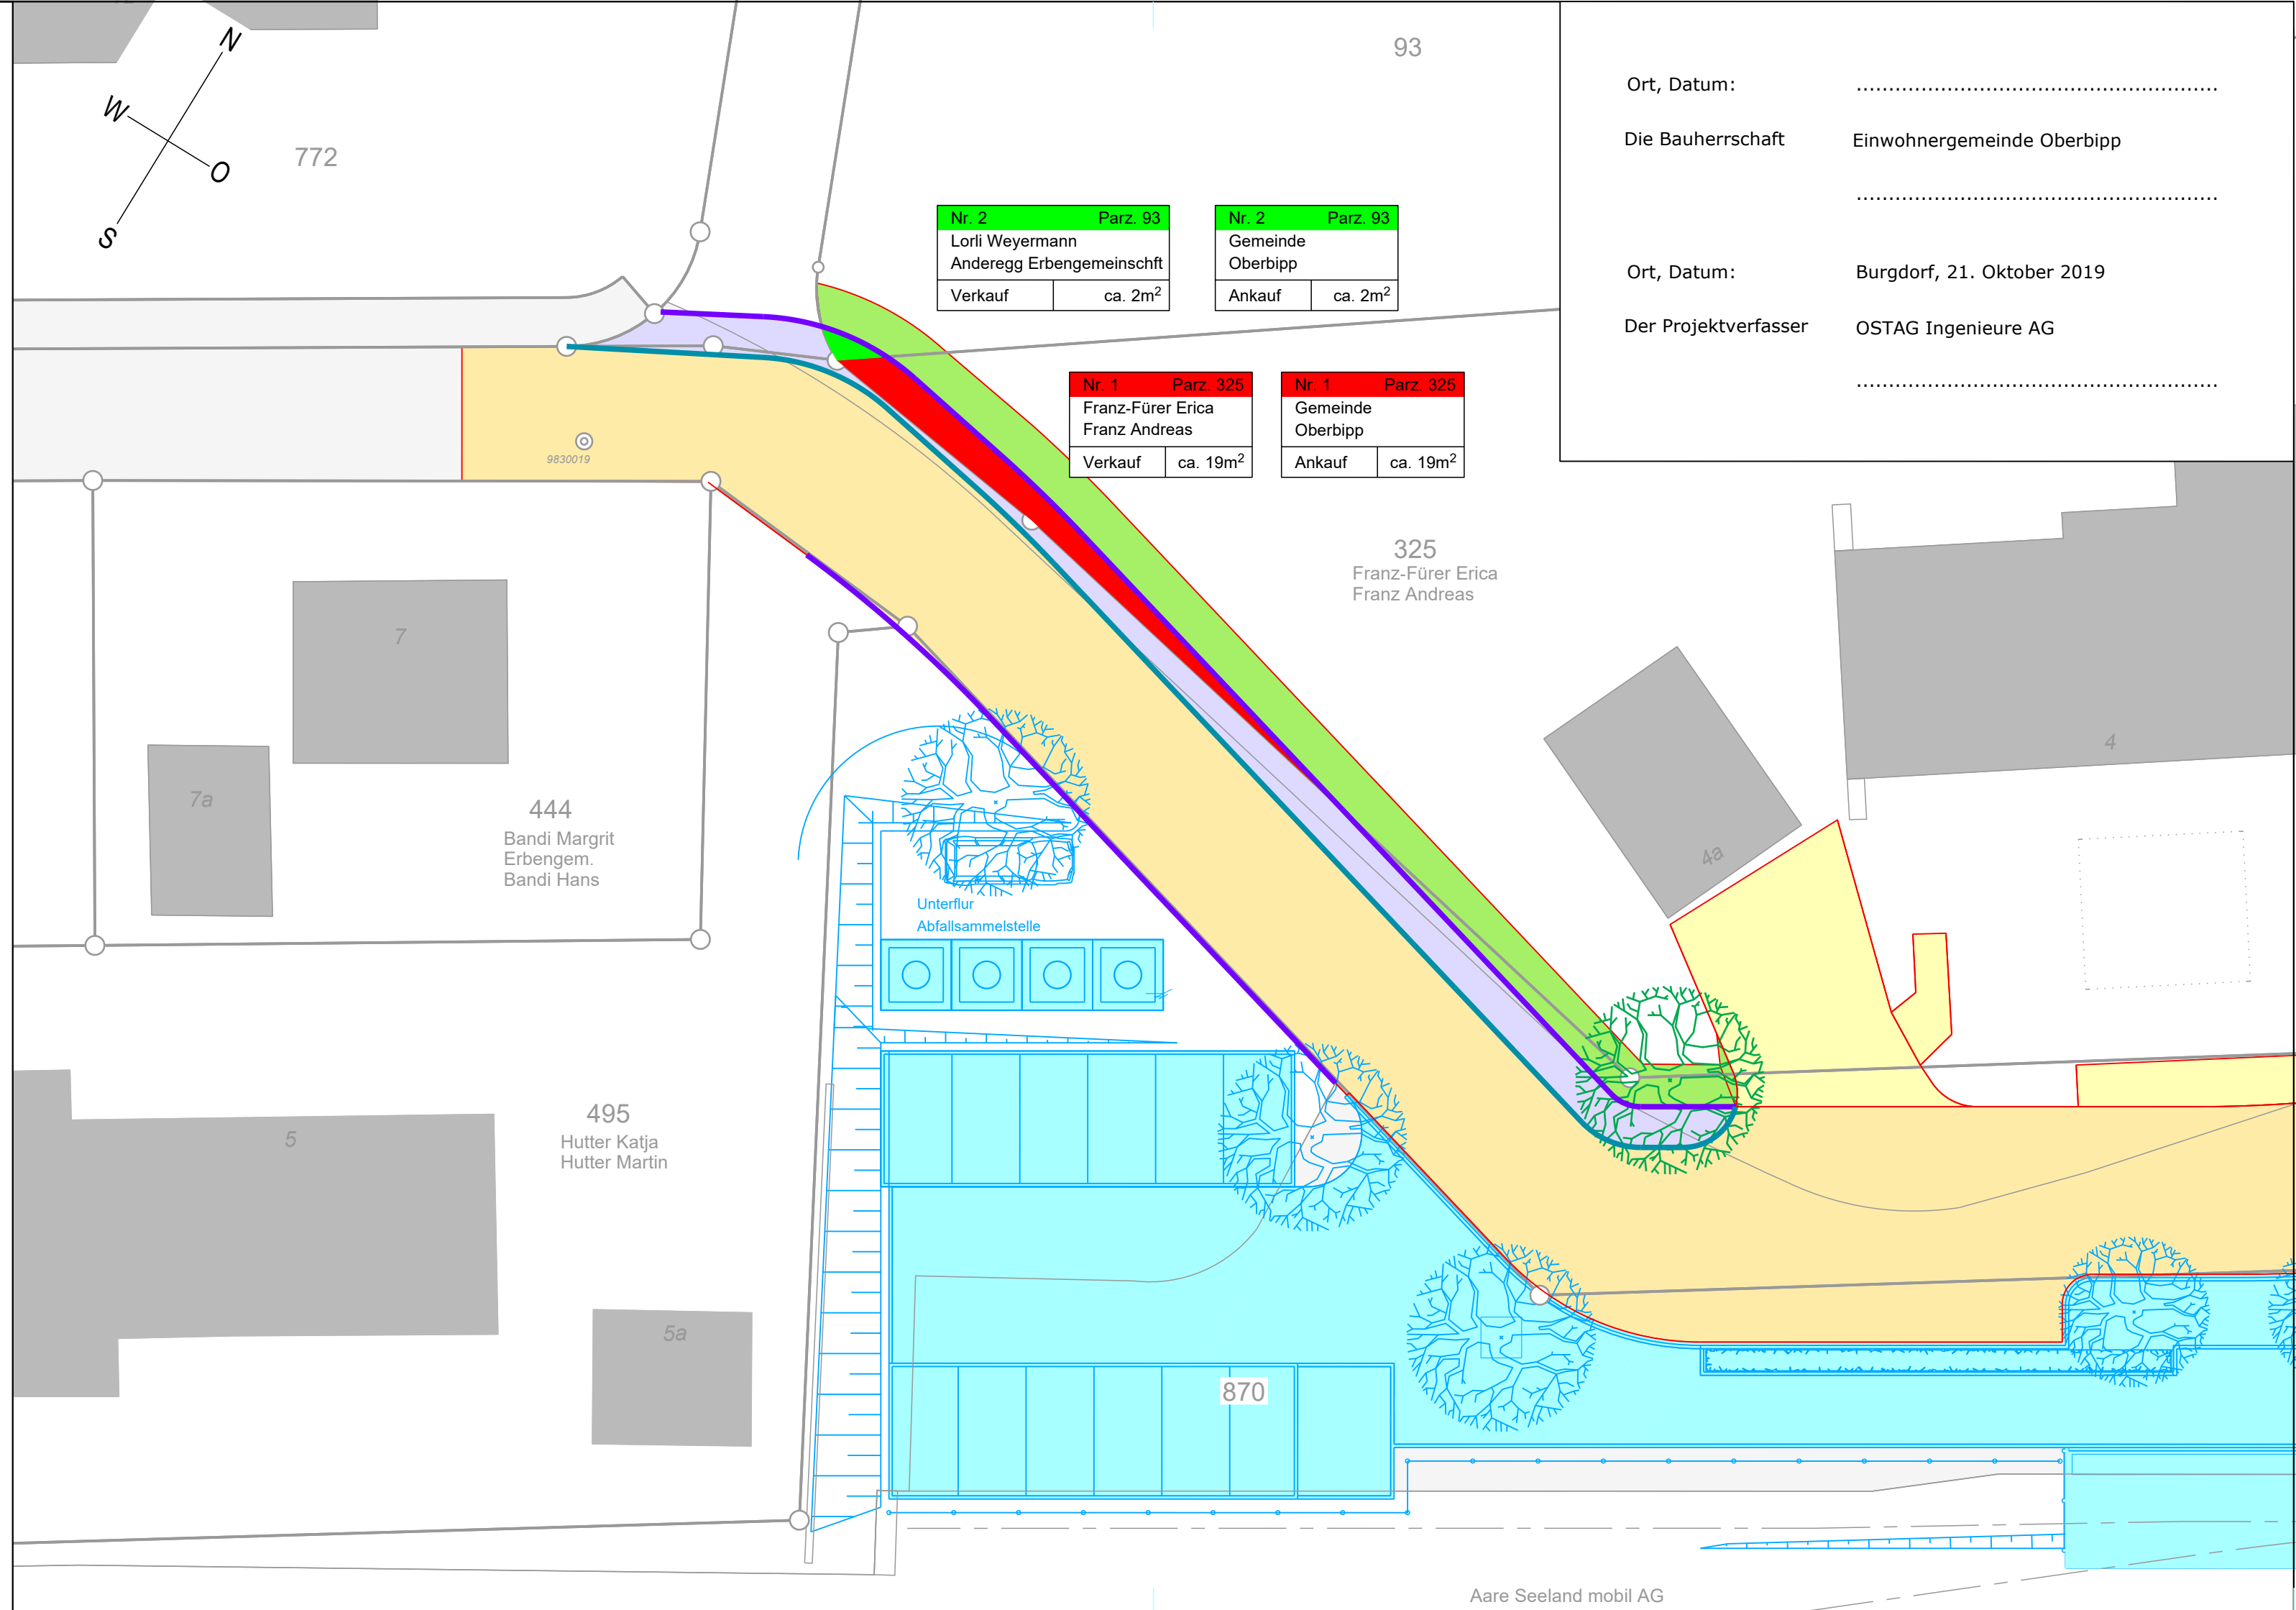 N
W
O
S
772
93
Ort, Datum: ........................................................
Die Bauherrschaft Einwohnergemeinde Oberbipp
........................................................
Ort, Datum: Burgdorf, 21. Oktober 2019
Der Projektverfasser OSTAG Ingenieure AG
........................................................
Nr. 2 Parz. 93
Lorli Weyermann
Anderegg Erbengemeinschft
Verkauf ca. 2m²
Nr. 2 Parz. 93
Gemeinde
Oberbipp
Ankauf ca. 2m²
Nr. 1 Parz. 325
Franz-Fürer Erica
Franz Andreas
Verkauf ca. 19m²
Nr. 1 Parz. 325
Gemeinde
Oberbipp
Ankauf ca. 19m²
9830019
325
Franz-Fürer Erica
Franz Andreas
7
7a
444
Bandi Margrit
Erbengem.
Bandi Hans
4
4a
Unterflur
Abfallsammelstelle
495
Hutter Katja
Hutter Martin
5
5a
870
Aare Seeland mobil AG